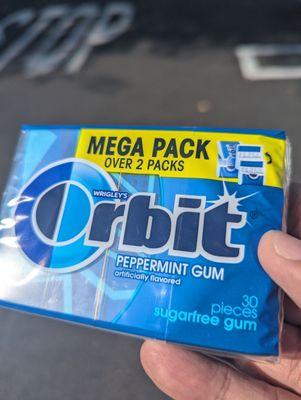 STOP
MEGA PACK
OVER 2 PACKS
WRIGLEY'S
Orbit®
PEPPERMINT GUM
artificially flavored
30
pieces
sugarfree gum